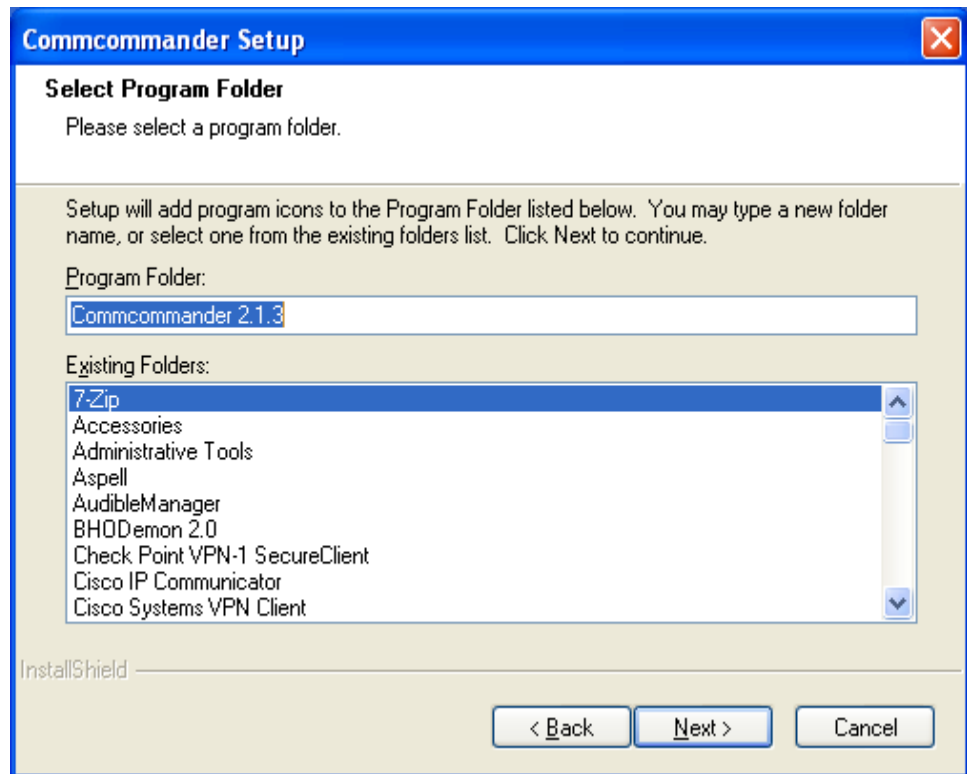 Commcommander Setup
Select Program Folder
Please select a program folder.
Setup will add program icons to the Program Folder listed below.  You may type a new folder
name, or select one from the existing folders list.  Click Next to continue.
Program Folder:
Commcommander 2.1.3
Existing Folders:
7-Zip
Accessories
Administrative Tools
Aspell
AudibleManager
BHODemon 2.0
Check Point VPN-1 SecureClient
Cisco IP Communicator
Cisco Systems VPN Client
InstallShield
< Back
Next >
Cancel